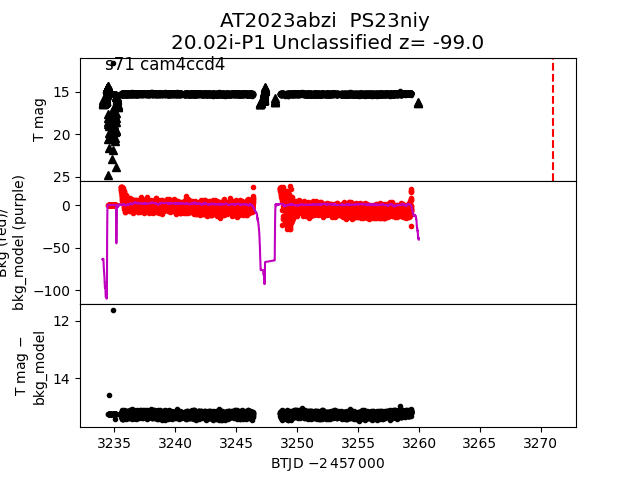 AT2023abzi  PS23niy
20.02i-P1 Unclassified z= -99.0
s71 cam4ccd4
T mag
15
20
25
Bkg (red)/
bkg_model (purple)
0
−50
−100
T mag −
bkg_model
12
14
3235
3240
3245
3250
3255
3260
3265
3270
BTJD −2 457 000